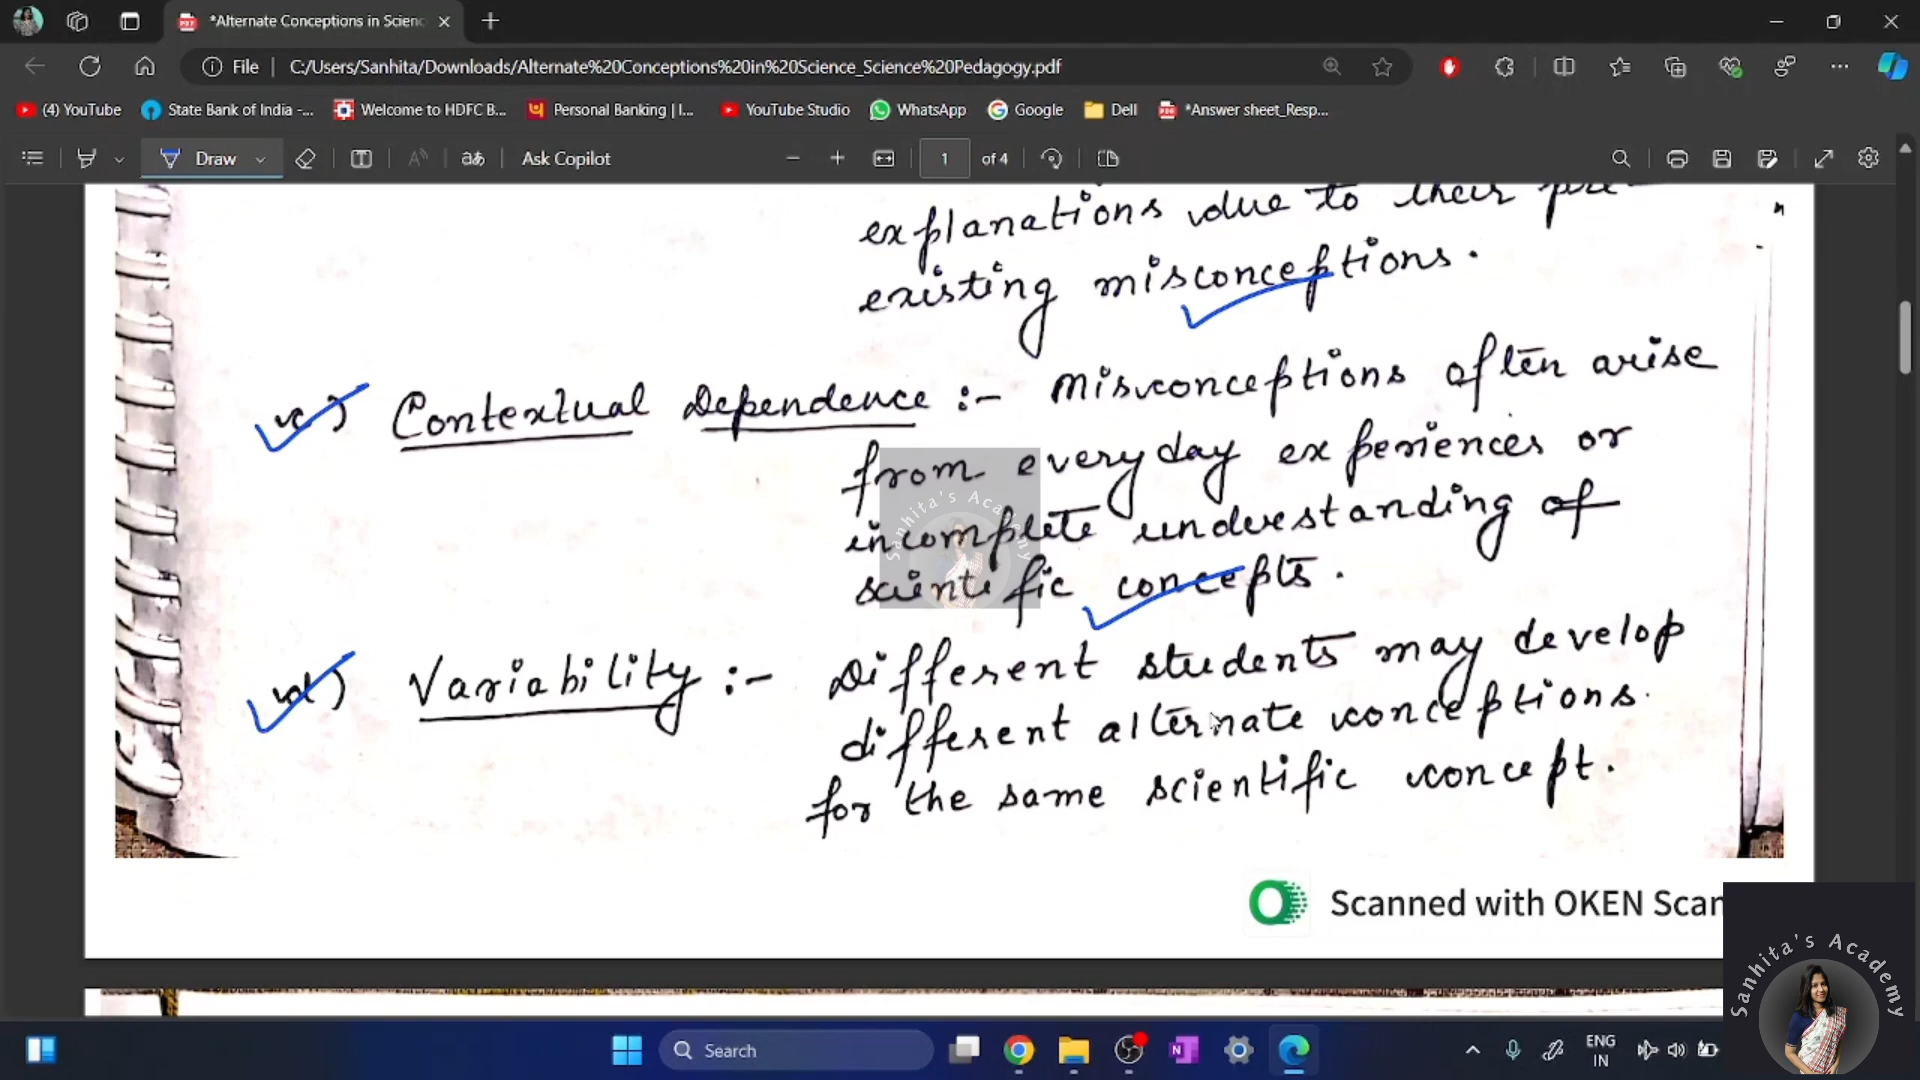 *Alternate Conceptions in Scienc
File
C:/Users/Sanhita/Downloads/Alternate%20Conceptions%20in%20Science_Science%20Pedagogy.pdf
(4) YouTube
State Bank of India -...
Welcome to HDFC B...
Personal Banking | I...
YouTube Studio
WhatsApp
Google
Dell
*Answer sheet_Resp...
Draw
Ask Copilot
1 of 4
explanations due to their pre-
existing misconceptions.
c) Contextual Dependence :- Misconceptions often arise
from everyday experiences or
incomplete understanding of
scientific concepts.
d) Variability :- Different students may develop
different alternate conceptions.
for the same scientific concept.
Sanhita's Academy
Scanned with OKEN Scan
Sanhita's Academy
Search
ENG
IN